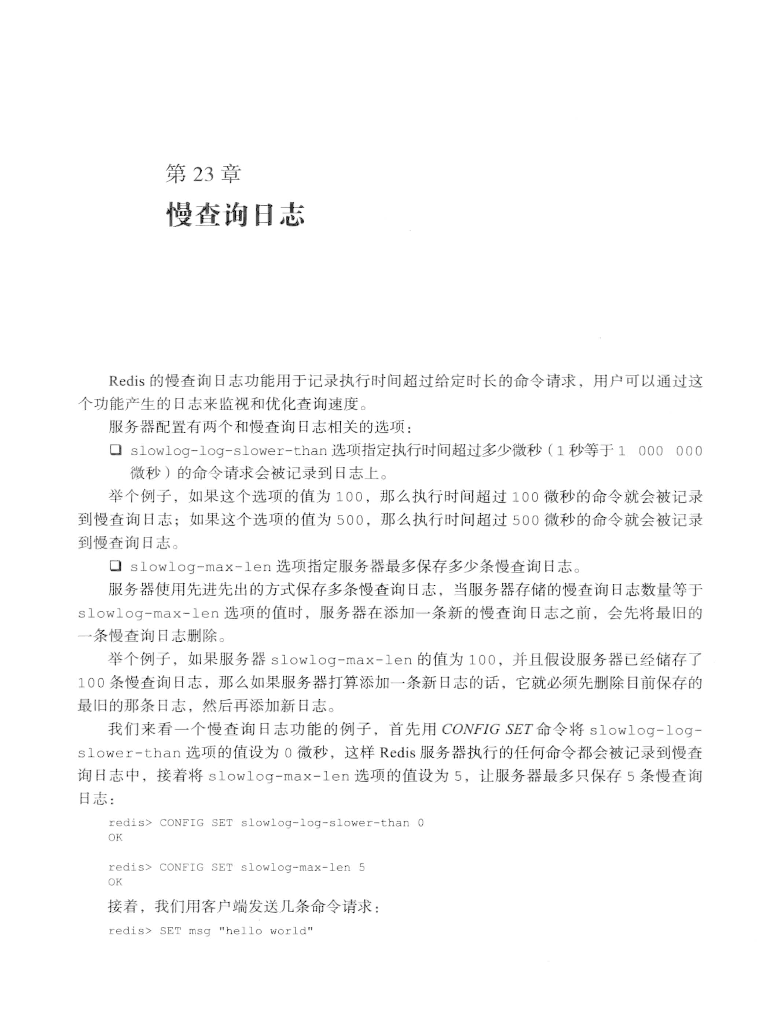 第 23 章
慢查询日志
Redis 的慢查询日志功能用于记录执行时间超过给定时长的命令请求，用户可以通过这
个功能产生的日志来监视和优化查询速度。
服务器配置有两个和慢查询日志相关的选项：
❑ slowlog-log-slower-than 选项指定执行时间超过多少微秒（1 秒等于 1 000 000
微秒）的命令请求会被记录到日志上。
举个例子，如果这个选项的值为 100，那么执行时间超过 100 微秒的命令就会被记录
到慢查询日志；如果这个选项的值为 500，那么执行时间超过 500 微秒的命令会被记录
到慢查询日志。
❑ slowlog-max-len 选项指定服务器最多保存多少条慢查询日志。
服务器使用先进先出的方式保存多条慢查询日志，当服务器存储的慢查询日志数量等于
slowlog-max-len 选项的值时，服务器在添加一条新的慢查询日志之前，会先将最旧的
一条慢查询日志删除。
举个例子，如果服务器 slowlog-max-len 的值为 100，并且假设服务器已经储存了
100 条慢查询日志，那么如果服务器打算添加一条新日志的话，它就必须先删除目前保存的
最旧的那条日志，然后再添加新日志。
我们来看一个慢查询日志功能的例子，首先用 CONFIG SET 命令将 slowlog-log-
slower-than 选项的值设为 0 微秒，这样 Redis 服务器执行的任何命令都会被记录到慢查
询日志中，接着将 slowlog-max-len 选项的值设为 5，让服务器最多只保存 5 条慢查询
日志：
redis> CONFIG SET slowlog-log-slower-than 0
OK
redis> CONFIG SET slowlog-max-len 5
OK
接着，我们用客户端发送几条命令请求：
redis> SET msg "hello world"